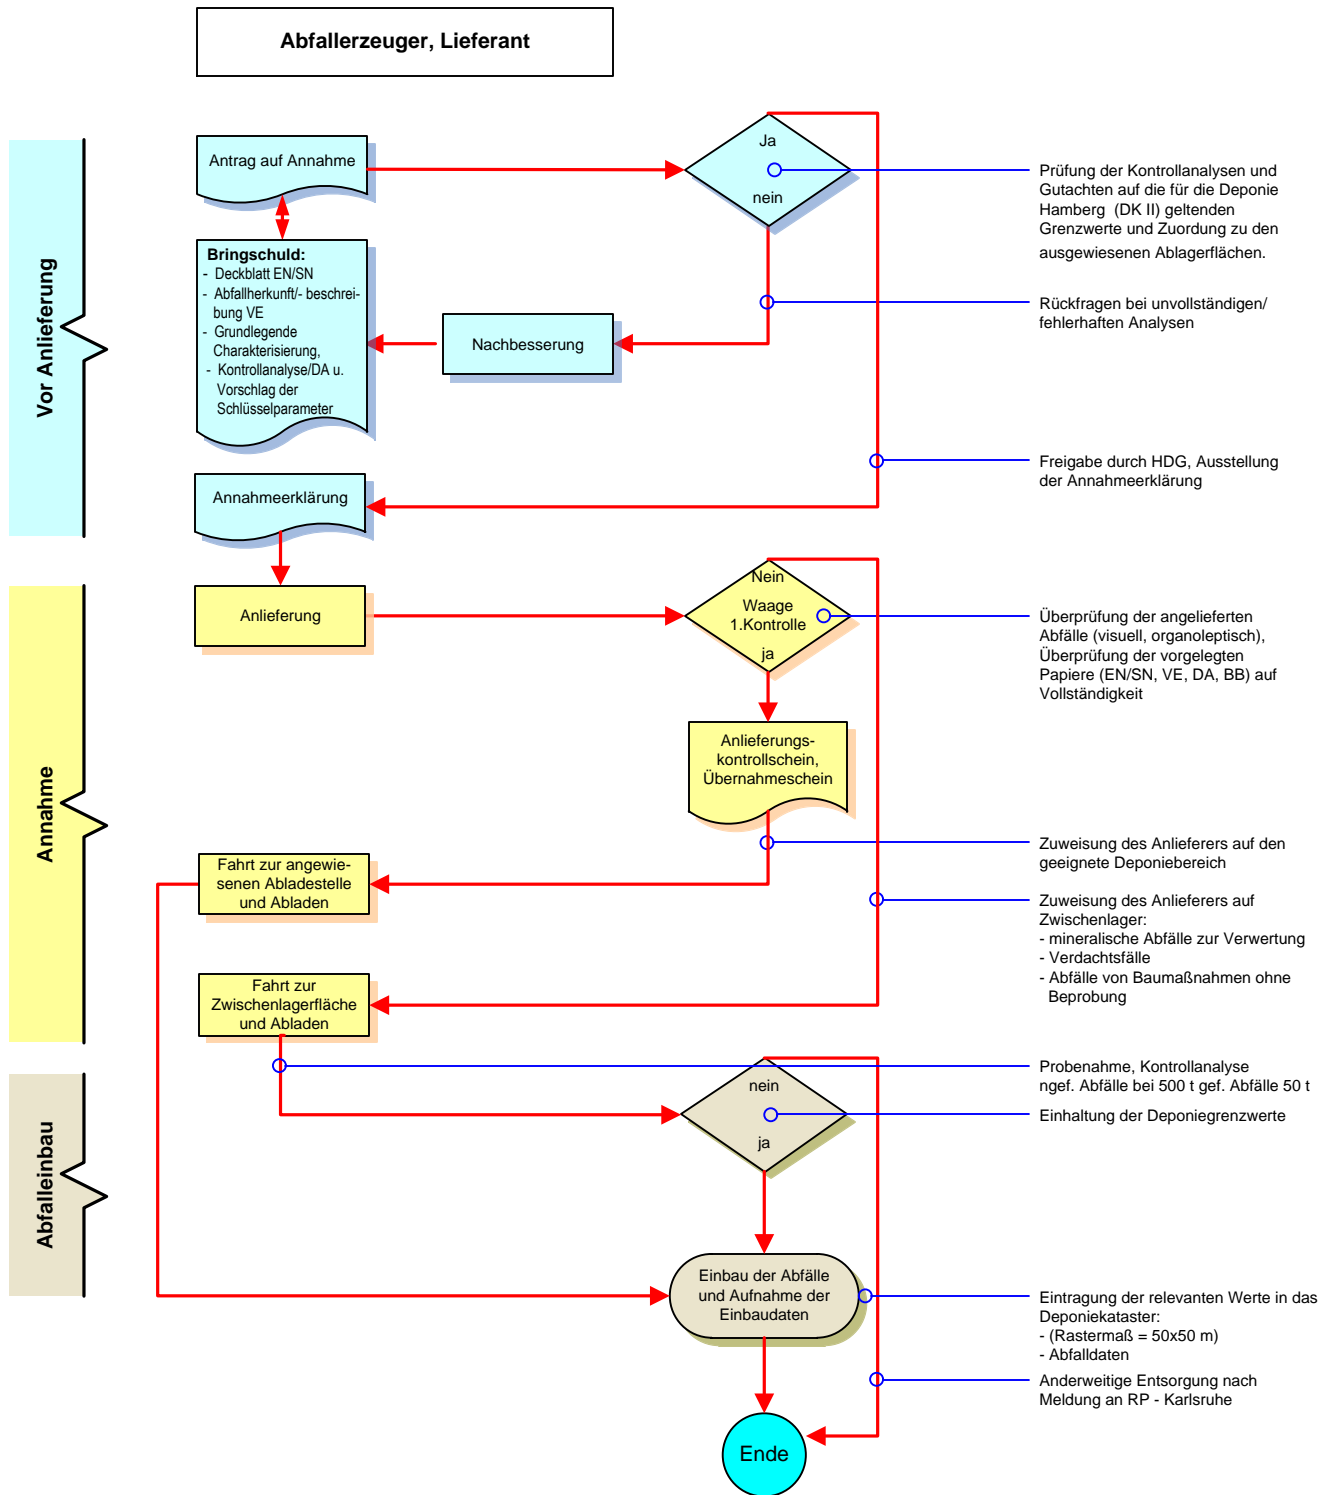 Abfallerzeuger, Lieferant
Vor Anlieferung
Antrag auf Annahme
Ja
nein
Prüfung der Kontrollanalysen und
Gutachten auf die für die Deponie
Hamberg (DK II) geltenden
Grenzwerte und Zuordung zu den
ausgewiesenen Ablagerflächen.
Bringschuld:
- Deckblatt EN/SN
- Abfallherkunft/- beschrei-
bung VE
- Grundlegende
Charakterisierung,
- Kontrollanalyse/DA u.
Vorschlag der
Schlüsselparameter
Nachbesserung
Rückfragen bei unvollständigen/
fehlerhaften Analysen
Freigabe durch HDG, Ausstellung
der Annahmeerklärung
Annahmeerklärung
Annahme
Anlieferung
Nein
Waage
1.Kontrolle
ja
Überprüfung der angelieferten
Abfälle (visuell, organoleptisch),
Überprüfung der vorgelegten
Papiere (EN/SN, VE, DA, BB) auf
Vollständigkeit
Anlieferungs-
kontrollschein,
Übernahmeschein
Zuweisung des Anlieferers auf den
geeignete Deponiebereich
Fahrt zur angewie-
senen Abladestelle
und Abladen
Zuweisung des Anlieferers auf
Zwischenlager:
- mineralische Abfälle zur Verwertung
- Verdachtsfälle
- Abfälle von Baumaßnahmen ohne
Beprobung
Fahrt zur
Zwischenlagerfläche
und Abladen
Abfalleinbau
nein
ja
Probenahme, Kontrollanalyse
ngef. Abfälle bei 500 t gef. Abfälle 50 t
Einhaltung der Deponiegrenzwerte
Einbau der Abfälle
und Aufnahme der
Einbaudaten
Eintragung der relevanten Werte in das
Deponiekataster:
- (Rastermaß = 50x50 m)
- Abfalldaten
Anderweitige Entsorgung nach
Meldung an RP - Karlsruhe
Ende